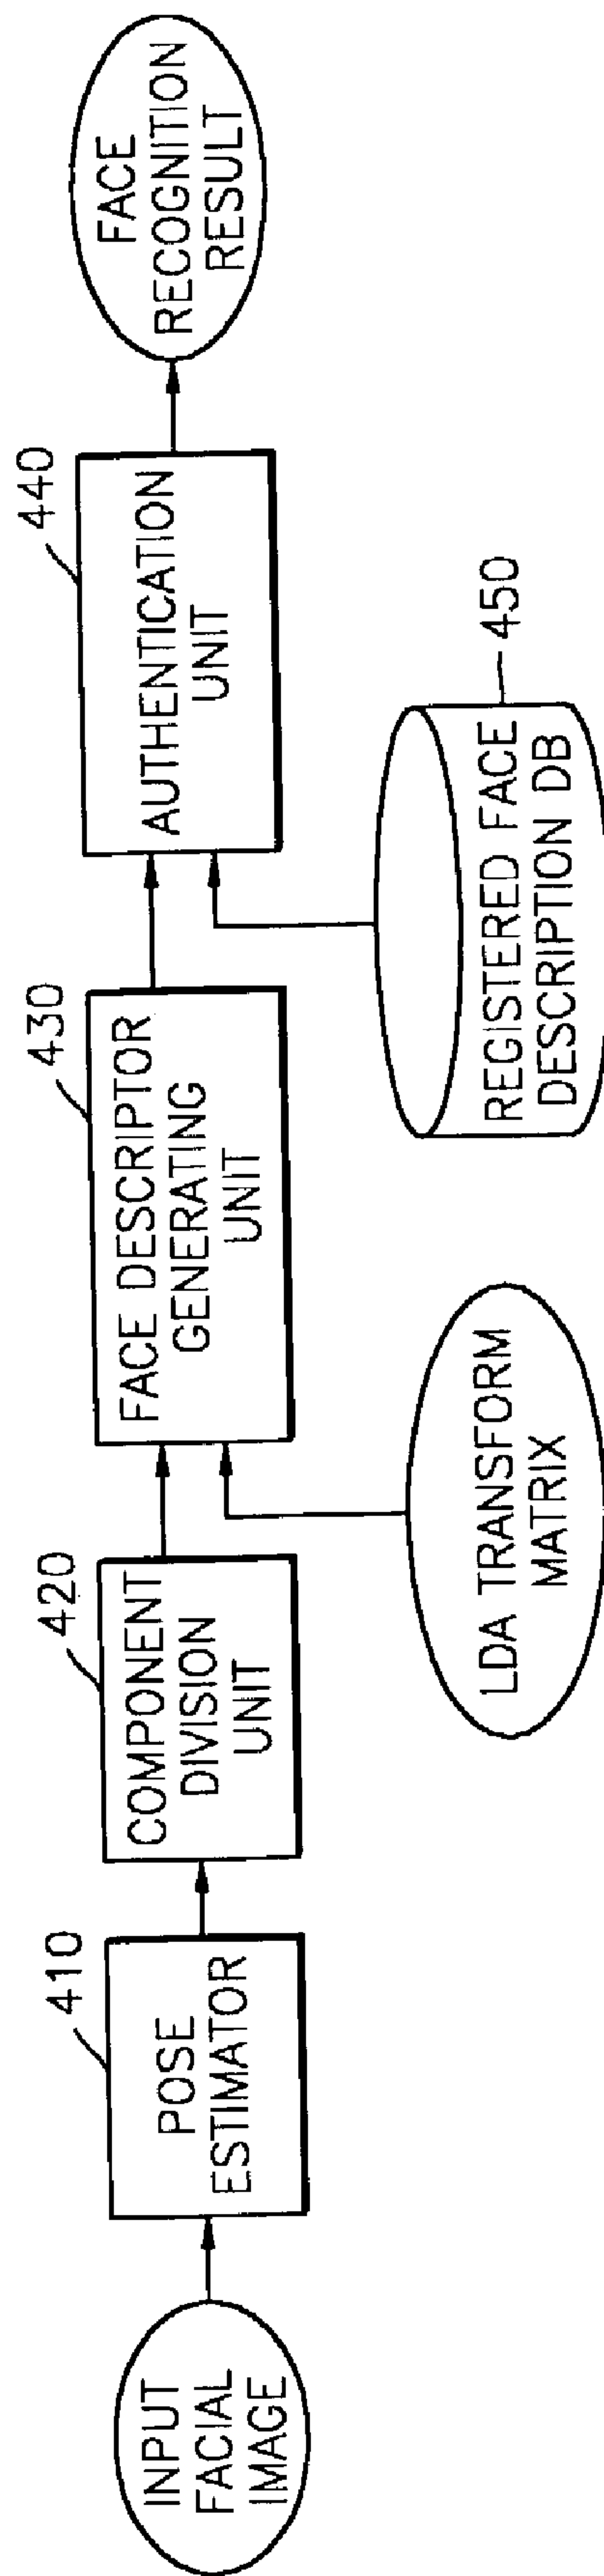 INPUT
FACIAL
IMAGE
410
POSE
ESTIMATOR
420
COMPONENT
DIVISION
UNIT
LDA TRANSFORM
MATRIX
430
FACE DESCRIPTOR
GENERATING
UNIT
450
REGISTERED FACE
DESCRIPTION DB
440
AUTHENTICATION
UNIT
FACE
RECOGNITION
RESULT